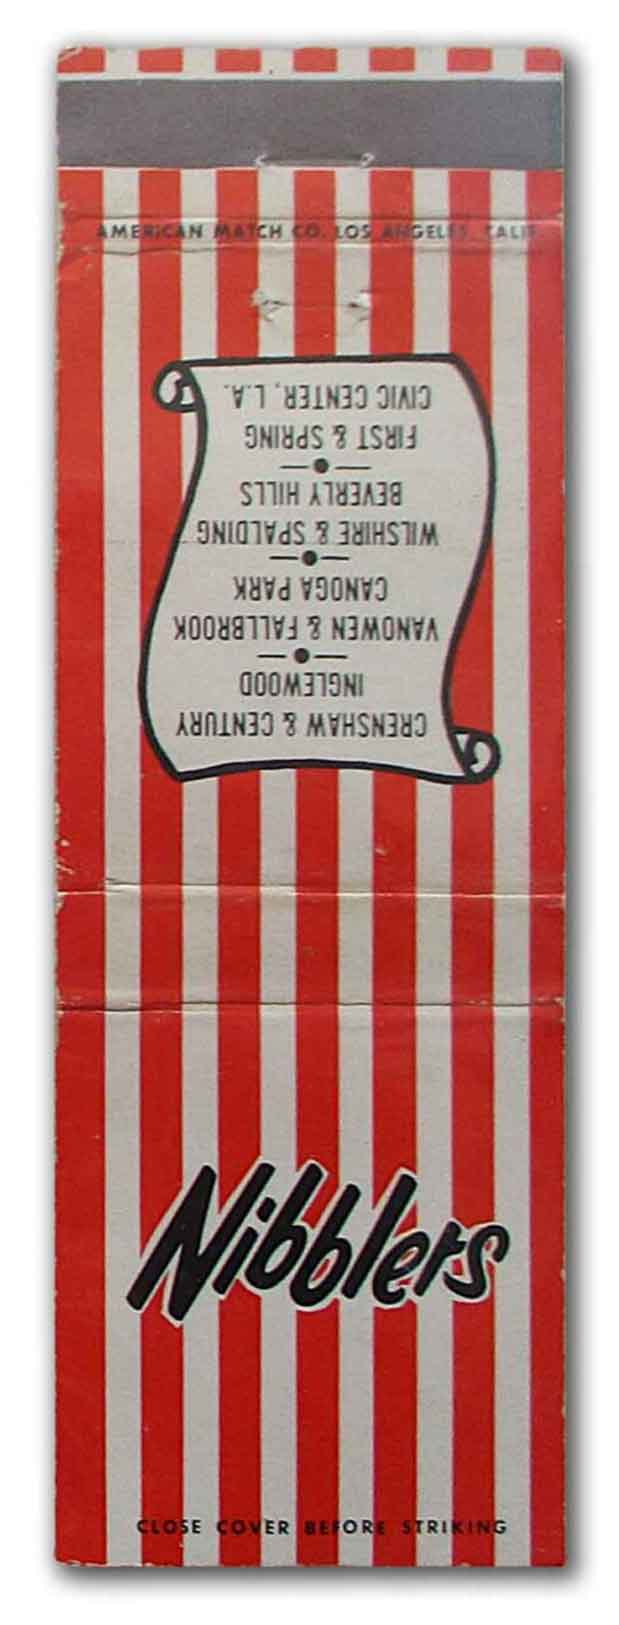 AMERICAN MATCH CO. LOS ANGELES, CALIF.
CRENSHAW & CENTURY
INGLEWOOD
VANOWEN & FALLBROOK
CANOGA PARK
WILSHIRE & SPALDING
BEVERLY HILLS
FIRST & SPRING
CIVIC CENTER, L.A.
Nibblers
CLOSE COVER BEFORE STRIKING